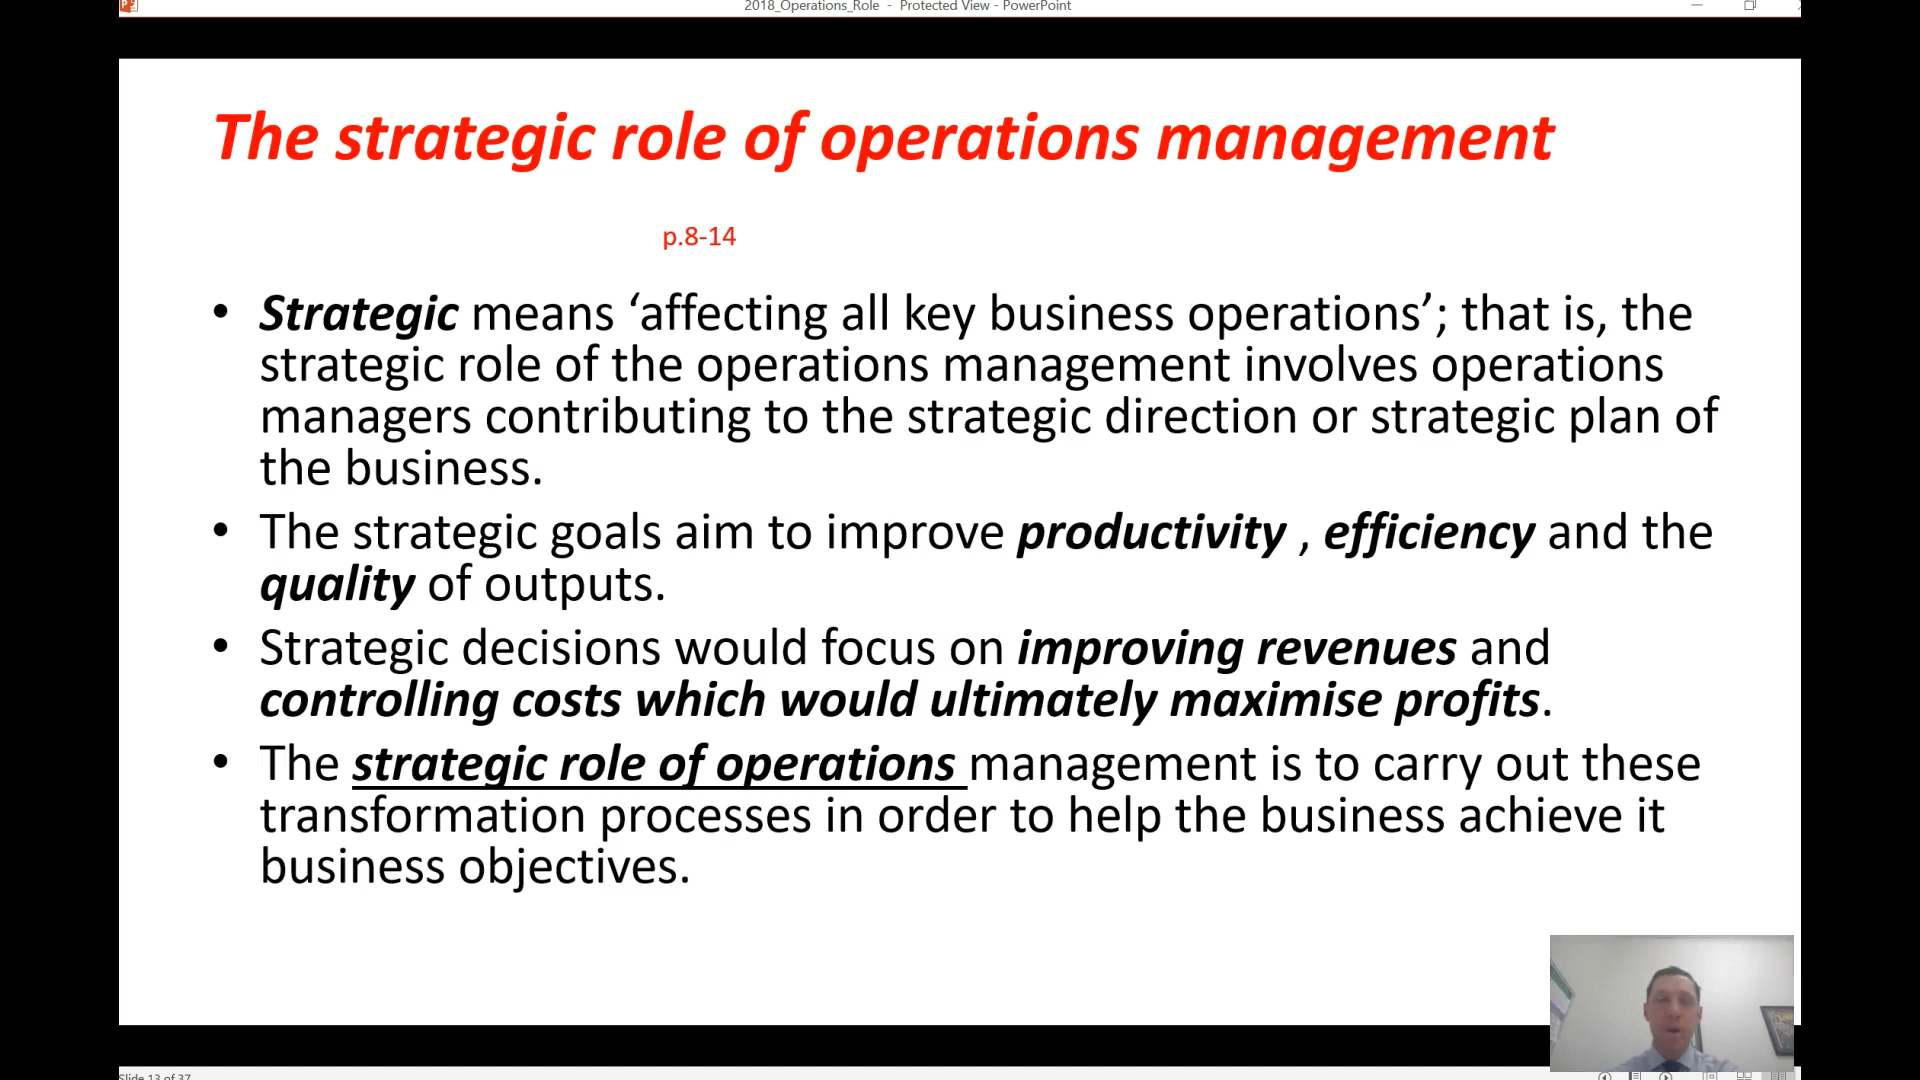 2018_Operations_Role - Protected View - PowerPoint
The strategic role of operations management
p.8-14
• Strategic means ‘affecting all key business operations’; that is, the
strategic role of the operations management involves operations
managers contributing to the strategic direction or strategic plan of
the business.
• The strategic goals aim to improve productivity , efficiency and the
quality of outputs.
• Strategic decisions would focus on improving revenues and
controlling costs which would ultimately maximise profits.
• The strategic role of operations management is to carry out these
transformation processes in order to help the business achieve it
business objectives.
Slide 13 of 37